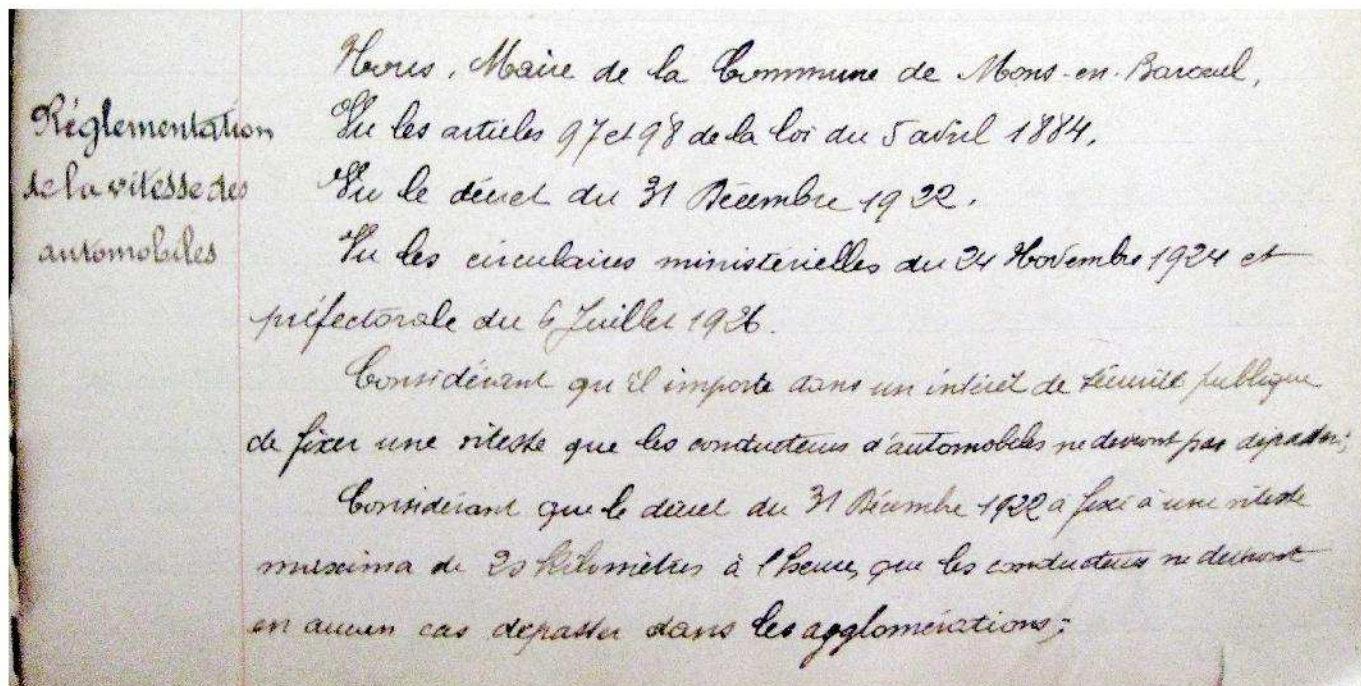 Nous, Maire de la Commune de Mons-en-Baroeul,
Réglementation
de la vitesse des
automobiles
Vu les articles 97 et 98 de la loi du 5 avril 1884,
Vu le décret du 31 Décembre 1922,
Vu les circulaires ministérielles du 24 Novembre 1924 et
préfectorale du 6 Juillet 1926.
Considérant qu'il importe dans un intérêt de sécurité publique
de fixer une vitesse que les conducteurs d'automobiles ne devront pas dépasser;
Considérant que le décret du 31 Décembre 1922 a fixé à une vitesse
maxima de 20 kilomètres à l'heure, que les conducteurs ne devront
en aucun cas dépasser dans les agglomérations;